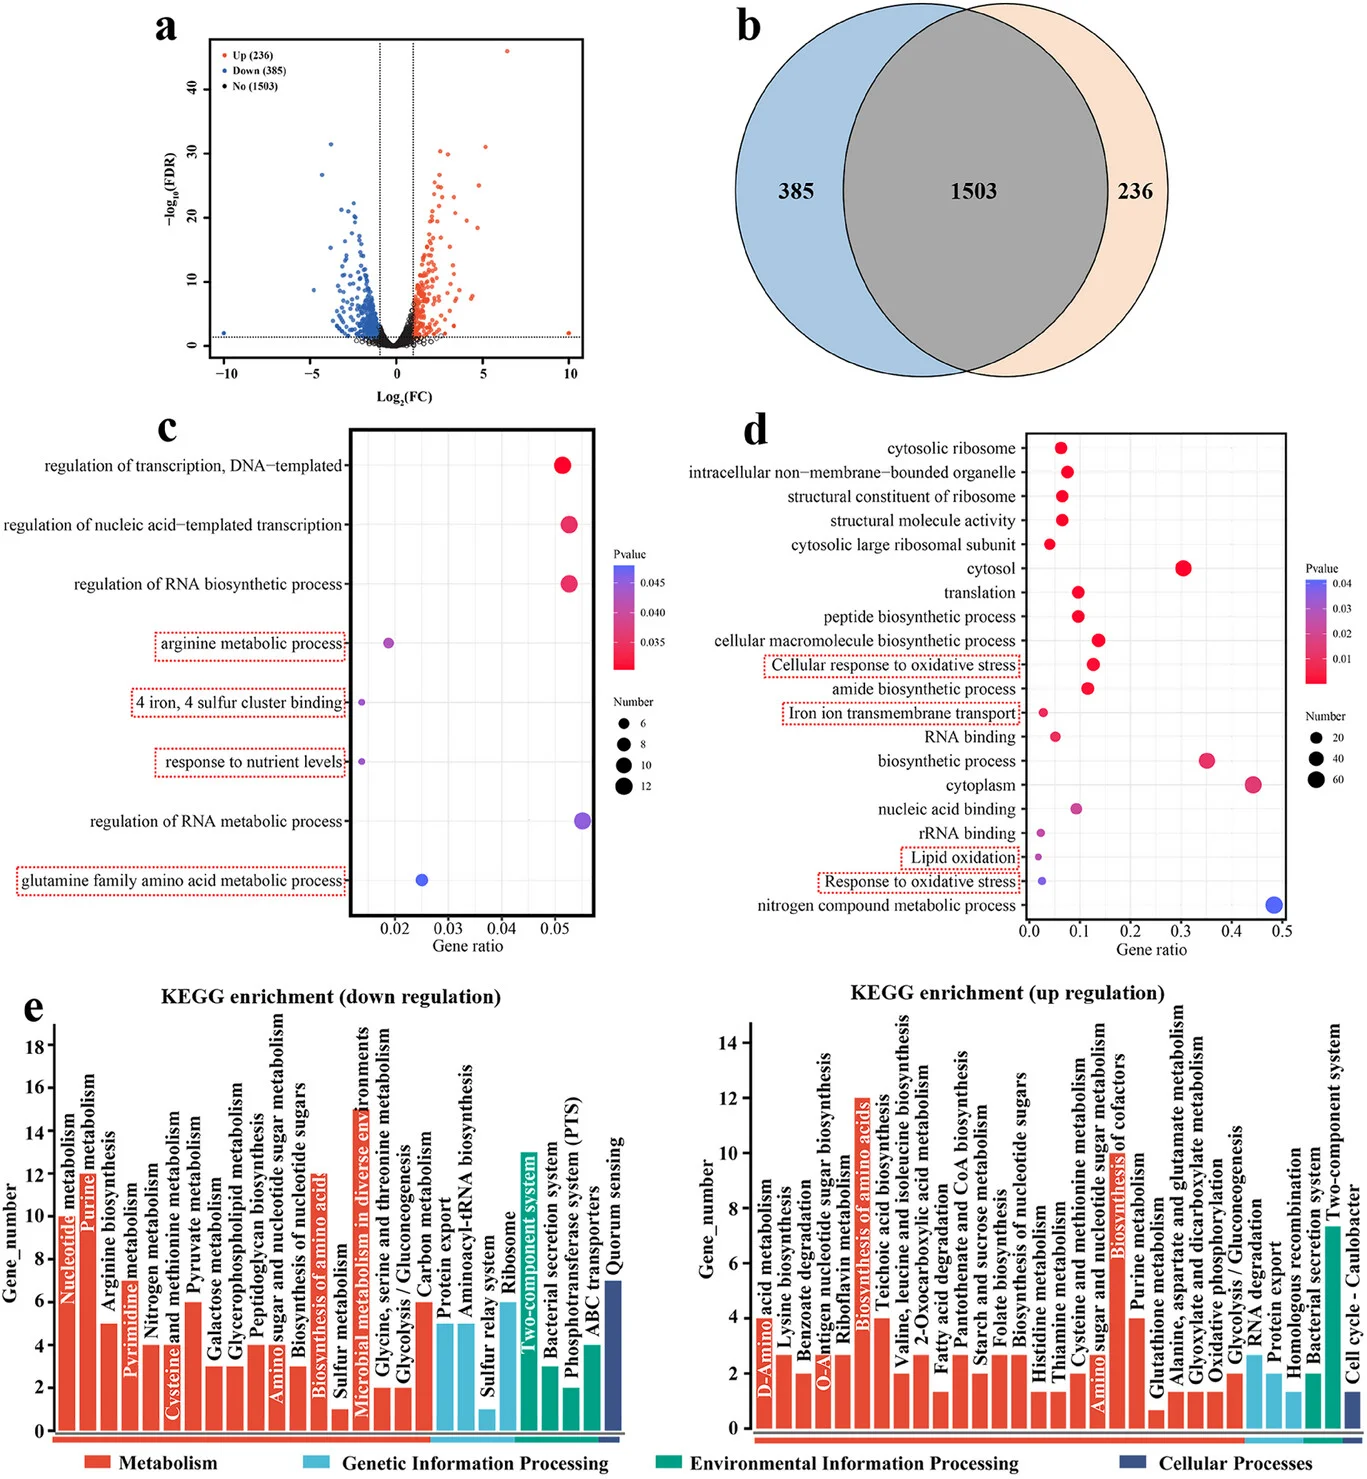 a
Up (236)
Down (385)
No (1503)
−log10(FDR)
40
30
20
10
0
−10
−5
0
5
10
Log2(FC)
b
385
1503
236
c
regulation of transcription, DNA−templated
regulation of nucleic acid−templated transcription
regulation of RNA biosynthetic process
arginine metabolic process
4 iron, 4 sulfur cluster binding
response to nutrient levels
regulation of RNA metabolic process
glutamine family amino acid metabolic process
0.02
0.03
0.04
0.05
Gene ratio
Pvalue
0.045
0.040
0.035
Number
6
8
10
12
d
cytosolic ribosome
intracellular non−membrane−bounded organelle
structural constituent of ribosome
structural molecule activity
cytosolic large ribosomal subunit
cytosol
translation
peptide biosynthetic process
cellular macromolecule biosynthetic process
Cellular response to oxidative stress
amide biosynthetic process
Iron ion transmembrane transport
RNA binding
biosynthetic process
cytoplasm
nucleic acid binding
rRNA binding
Lipid oxidation
Response to oxidative stress
nitrogen compound metabolic process
0.0
0.1
0.2
0.3
0.4
0.5
Gene ratio
Pvalue
0.04
0.03
0.02
0.01
Number
20
40
60
e
KEGG enrichment (down regulation)
Gene_number
18
16
14
12
10
8
6
4
2
0
Nucleotide metabolism
Purine metabolism
Arginine biosynthesis
Pyrimidine metabolism
Nitrogen metabolism
Cysteine and methionine metabolism
Pyruvate metabolism
Galactose metabolism
Glycerophospholipid metabolism
Peptidoglycan biosynthesis
Amino sugar and nucleotide sugar metabolism
Biosynthesis of nucleotide sugars
Biosynthesis of amino acids
Sulfur metabolism
Microbial metabolism in diverse environments
Glycine, serine and threonine metabolism
Glycolysis / Gluconeogenesis
Carbon metabolism
Protein export
Aminoacyl-tRNA biosynthesis
Sulfur relay system
Ribosome
Two-component system
Bacterial secretion system
Phosphotransferase system (PTS)
ABC transporters
Quorum sensing
KEGG enrichment (up regulation)
Gene_number
14
12
10
8
6
4
2
0
D-Amino acid metabolism
Lysine biosynthesis
Benzoate degradation
O-Antigen nucleotide sugar biosynthesis
Riboflavin metabolism
Biosynthesis of amino acids
Teichoic acid biosynthesis
Valine, leucine and isoleucine biosynthesis
2-Oxocarboxylic acid metabolism
Fatty acid degradation
Pantothenate and CoA biosynthesis
Starch and sucrose metabolism
Folate biosynthesis
Biosynthesis of nucleotide sugars
Histidine metabolism
Thiamine metabolism
Cysteine and methionine metabolism
Amino sugar and nucleotide sugar metabolism
Biosynthesis of cofactors
Purine metabolism
Glutathione metabolism
Alanine, aspartate and glutamate metabolism
Glyoxylate and dicarboxylate metabolism
Oxidative phosphorylation
Glycolysis / Gluconeogenesis
RNA degradation
Protein export
Homologous recombination
Bacterial secretion system
Two-component system
Cell cycle - Caulobacter
Metabolism
Genetic Information Processing
Environmental Information Processing
Cellular Processes